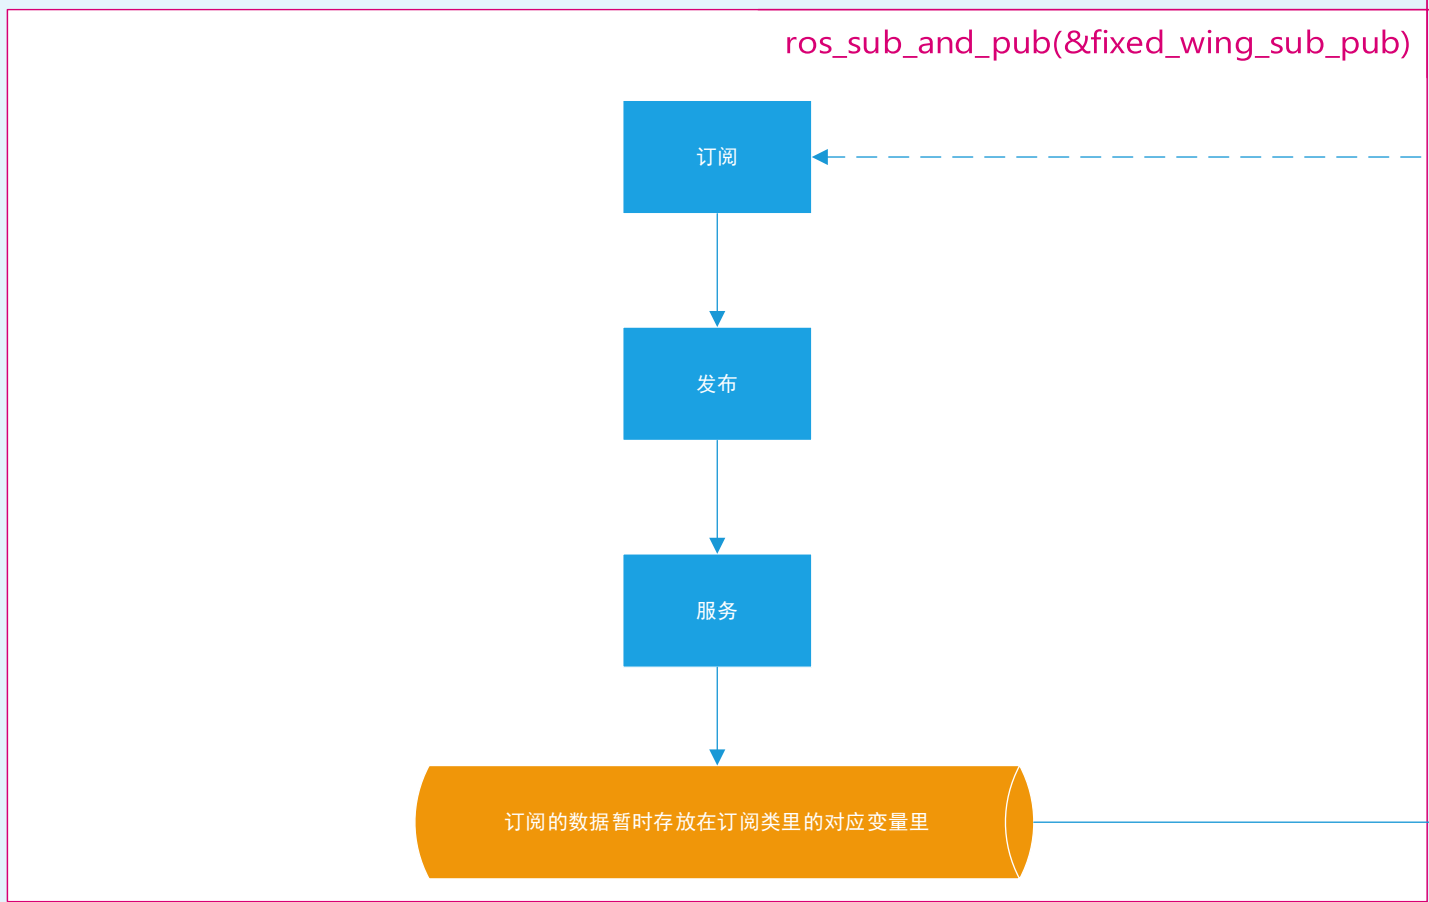 ros_sub_and_pub(&fixed_wing_sub_pub)
订阅
发布
服务
订阅的数据暂时存放在订阅类里的对应变量里